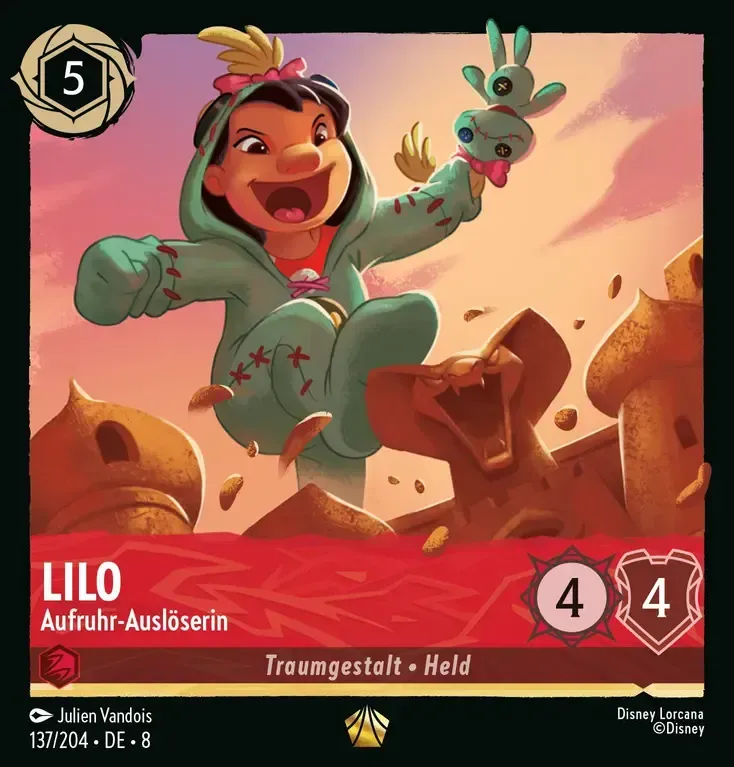 5
LILO
Aufruhr-Auslöserin
4 4
Traumgestalt • Held
Julien Vandois
Disney Lorcana
137/204 • DE • 8
©Disney